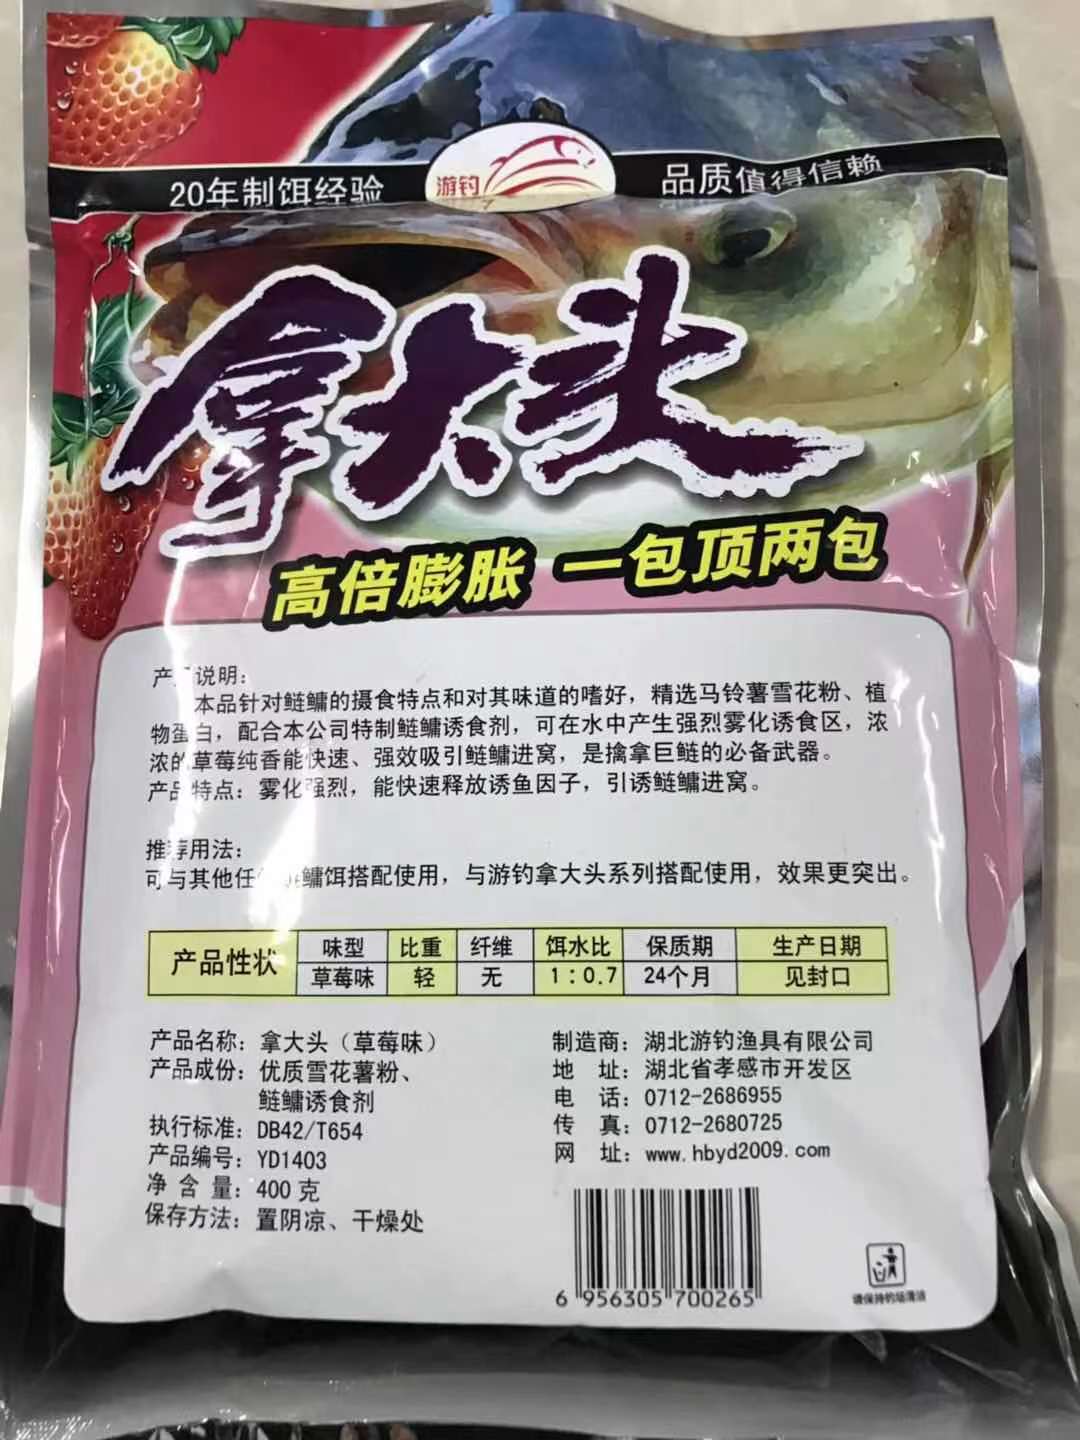 20年制饵经验
游钓
品质值得信赖
拿大头
高倍膨胀 一包顶两包
产品说明:
本品针对鲢鳙的摄食特点和对其味道的嗜好，精选马铃薯雪花粉、植
物蛋白，配合本公司特制鲢鳙诱食剂，可在水中产生强烈雾化诱食区，浓
浓的草莓纯香能快速、强效吸引鲢鳙进窝，是擒拿巨鲢的必备武器。
产品特点：雾化强烈，能快速释放诱鱼因子，引诱鲢鳙进窝。
推荐用法:
可与其他任何鲢鳙饵搭配使用，与游钓拿大头系列搭配使用，效果更突出。
产品性状 味型 比重 纤维 饵水比 保质期 生产日期
草莓味 轻 无 1：0.7 24个月 见封口
产品名称：拿大头（草莓味）
产品成份：优质雪花薯粉、
鲢鳙诱食剂
执行标准：DB42/T654
产品编号：YD1403
净 含 量：400 克
保存方法：置阴凉、干燥处
制造商：湖北游钓渔具有限公司
地 址：湖北省孝感市开发区
电 话：0712-2686955
传 真：0712-2680725
网 址：www.hbyd2009.com
6 956305 700265
请保持钓场清洁